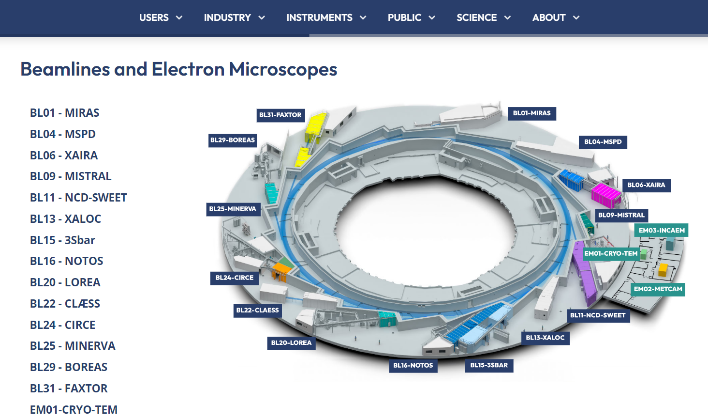 USERS INDUSTRY INSTRUMENTS PUBLIC SCIENCE ABOUT
Beamlines and Electron Microscopes
BL01 - MIRAS
BL04 - MSPD
BL06 - XAIRA
BL09 - MISTRAL
BL11 - NCD-SWEET
BL13 - XALOC
BL15 - 3Sbar
BL16 - NOTOS
BL20 - LOREA
BL22 - CLÆSS
BL24 - CIRCE
BL25 - MINERVA
BL29 - BOREAS
BL31 - FAXTOR
EM01-CRYO-TEM
BL31-FAXTOR
BL01-MIRAS
BL29-BOREAS
BL04-MSPD
BL06-XAIRA
BL25-MINERVA
BL09-MISTRAL
EM03-INCAEM
EM01-CRYO-TEM
BL24-CIRCE
EM02-METCAM
BL22-CLAESS
BL11-NCD-SWEET
BL20-LOREA
BL13-XALOC
BL16-NOTOS
BL15-3SBAR